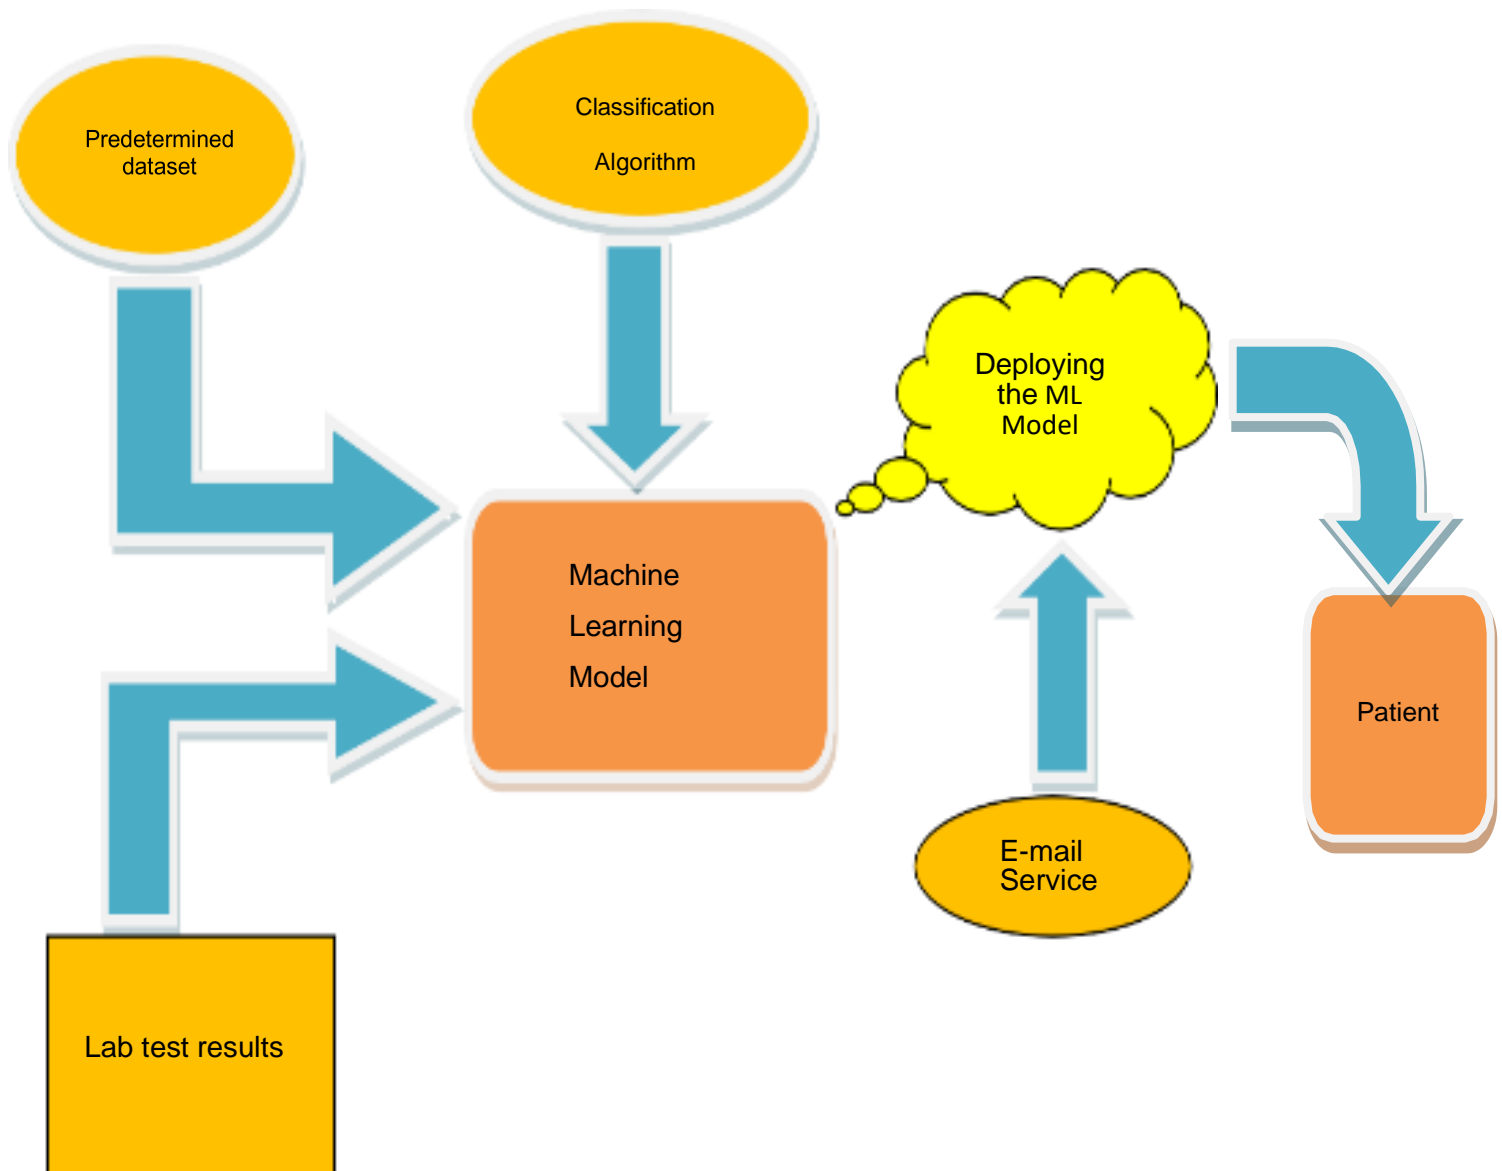 Predetermined
dataset
Classification
Algorithm
Deploying
the ML
Model
Machine
Learning
Model
Patient
E-mail
Service
Lab test results